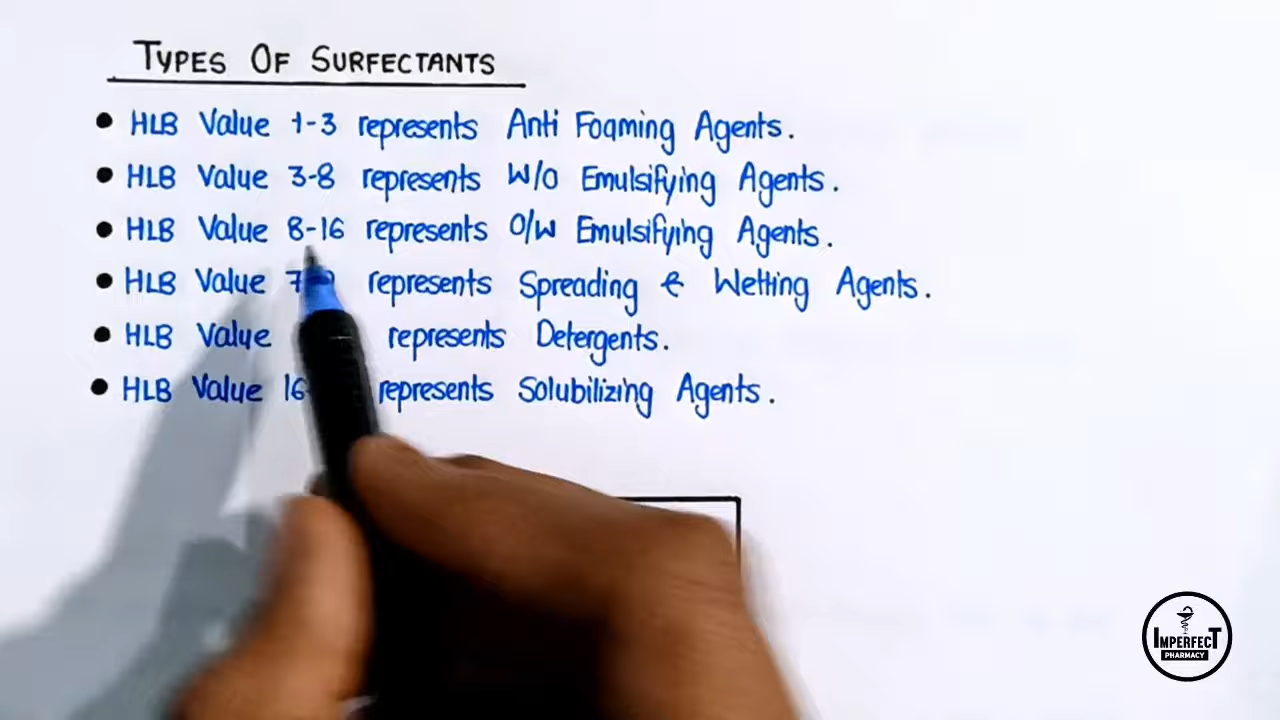 TYPES OF SURFECTANTS
• HLB Value 1-3 represents Anti Foaming Agents.
• HLB Value 3-8 represents W/O Emulsifying Agents.
• HLB Value 8-16 represents O/W Emulsifying Agents.
• HLB Value represents Spreading & Wetting Agents.
• HLB Value represents Detergents.
• HLB Value represents Solubilizing Agents.
IMPERFECT
PHARMACY